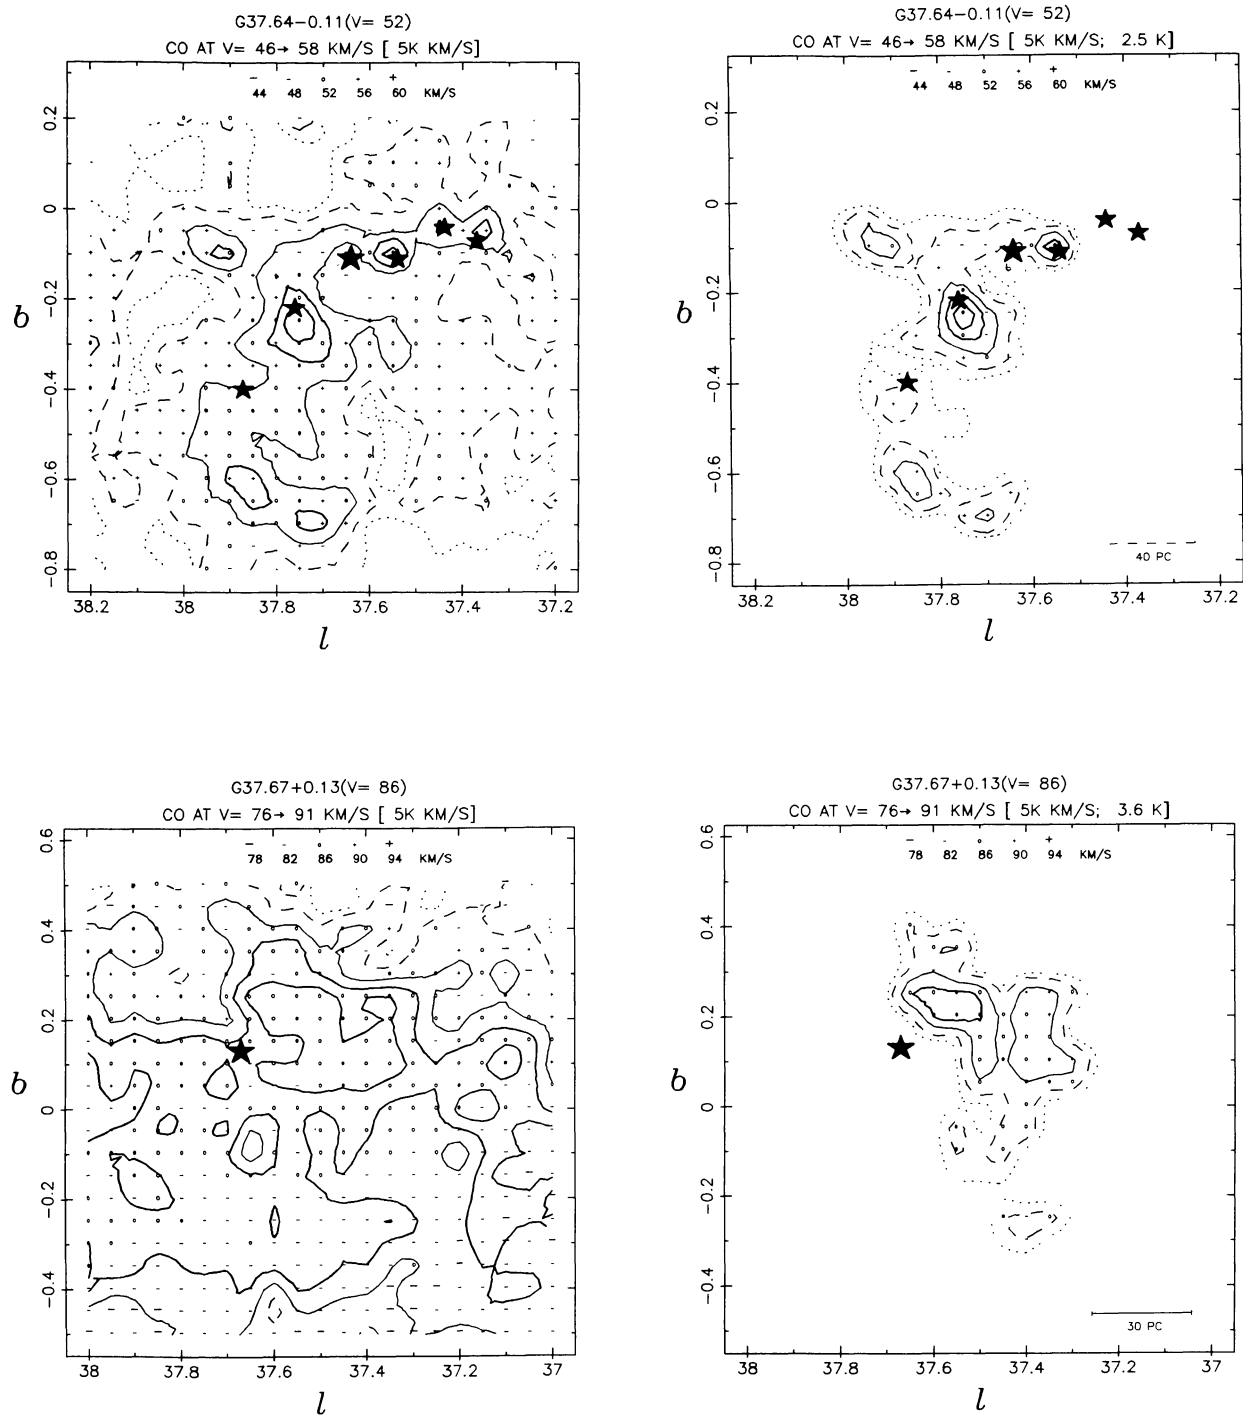 G37.64−0.11(V= 52)
CO AT V= 46→ 58 KM/S [ 5K KM/S]
− - o · +
44 48 52 56 60 KM/S
0.2
0
−0.2
−0.4
−0.6
−0.8
b
38.2 38 37.8 37.6 37.4 37.2
l
G37.64−0.11(V= 52)
CO AT V= 46→ 58 KM/S [ 5K KM/S; 2.5 K]
− - o · +
44 48 52 56 60 KM/S
0.2
0
−0.2
−0.4
−0.6
−0.8
b
40 PC
38.2 38 37.8 37.6 37.4 37.2
l
G37.67+0.13(V= 86)
CO AT V= 76→ 91 KM/S [ 5K KM/S]
− - o · +
78 82 86 90 94 KM/S
0.6
0.4
0.2
0
−0.2
−0.4
b
38 37.8 37.6 37.4 37.2 37
l
G37.67+0.13(V= 86)
CO AT V= 76→ 91 KM/S [ 5K KM/S; 3.6 K]
− - o · +
78 82 86 90 94 KM/S
0.6
0.4
0.2
0
−0.2
−0.4
b
30 PC
38 37.8 37.6 37.4 37.2 37
l